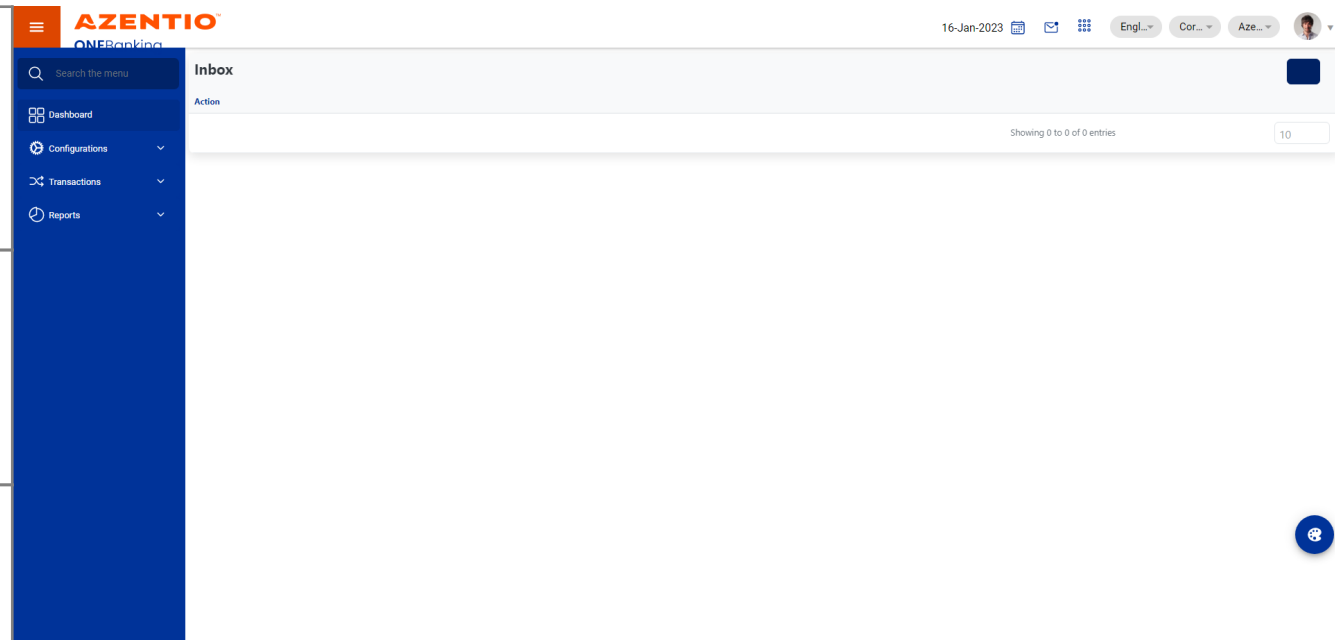 AZENTIO™
ONEBanking
16-Jan-2023
Engl...
Cor...
Aze...
Search the menu
Dashboard
Configurations
Transactions
Reports
Inbox
Action
Showing 0 to 0 of 0 entries
10